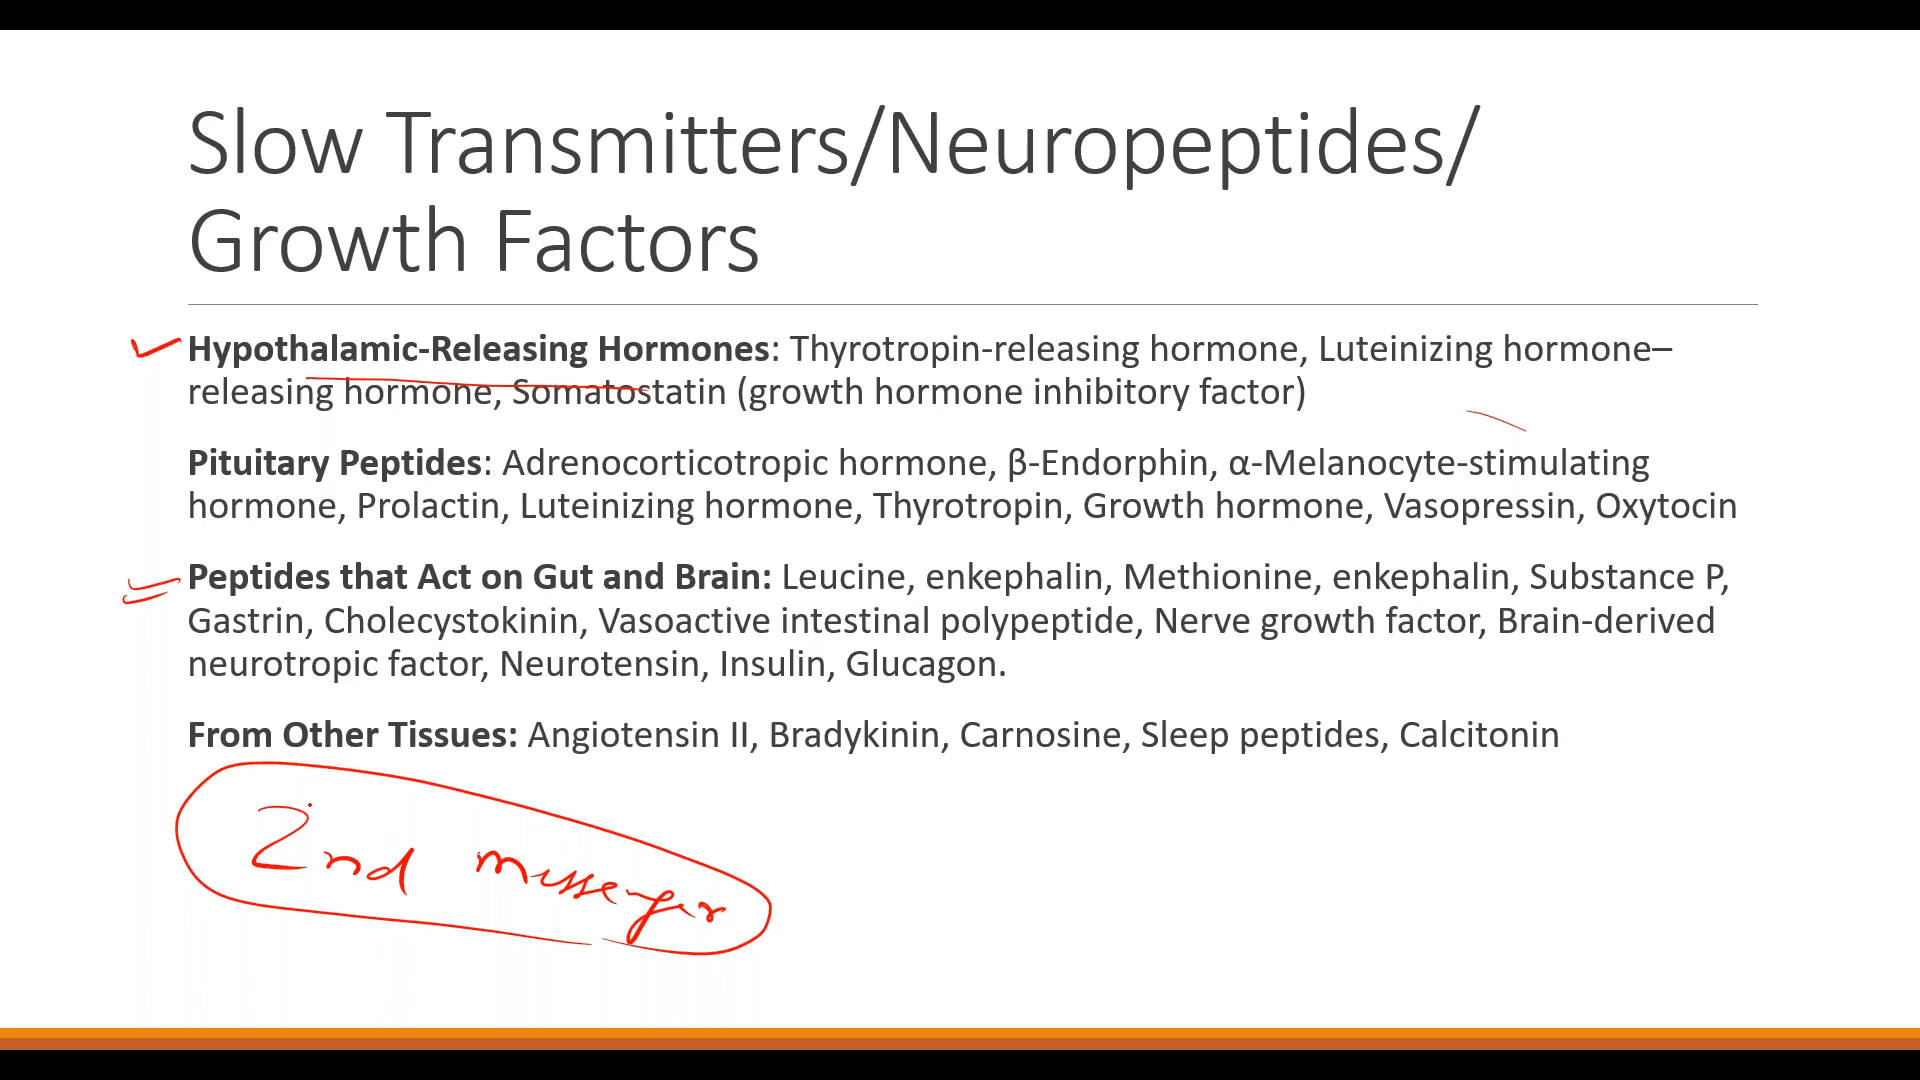 Slow Transmitters/Neuropeptides/
Growth Factors
Hypothalamic-Releasing Hormones: Thyrotropin-releasing hormone, Luteinizing hormone–
releasing hormone, Somatostatin (growth hormone inhibitory factor)
Pituitary Peptides: Adrenocorticotropic hormone, β-Endorphin, α-Melanocyte-stimulating
hormone, Prolactin, Luteinizing hormone, Thyrotropin, Growth hormone, Vasopressin, Oxytocin
Peptides that Act on Gut and Brain: Leucine, enkephalin, Methionine, enkephalin, Substance P,
Gastrin, Cholecystokinin, Vasoactive intestinal polypeptide, Nerve growth factor, Brain-derived
neurotropic factor, Neurotensin, Insulin, Glucagon.
From Other Tissues: Angiotensin II, Bradykinin, Carnosine, Sleep peptides, Calcitonin
2nd messenger